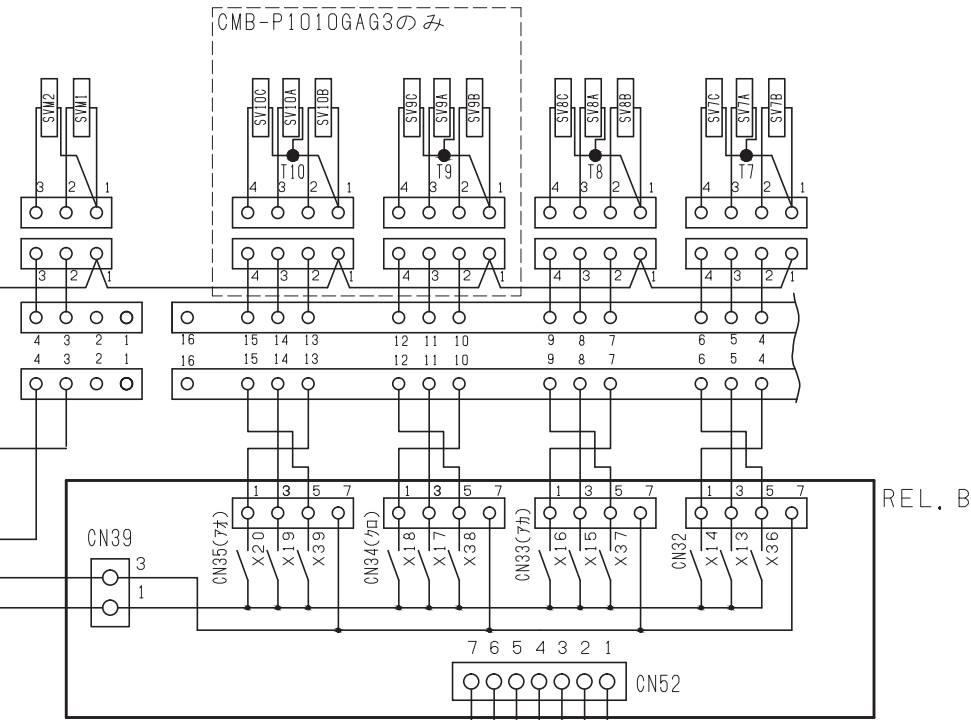 CMB-P1010GAG3のみ
SVM2 SVM1 SV10C SV10A SV10B SV9C SV9A SV9B SV8C SV8A SV8B SV7C SV7A SV7B
T10 T9 T8 T7
3 2 1 4 3 2 1 4 3 2 1 4 3 2 1 4 3 2 1
3 2 1 4 3 2 1 4 3 2 1 4 3 2 1 4 3 2 1
4 3 2 1 16 15 14 13 12 11 10 9 8 7 6 5 4
4 3 2 1 16 15 14 13 12 11 10 9 8 7 6 5 4
REL. B
1 3 5 7 1 3 5 7 1 3 5 7 1 3 5 7
CN35(アオ) X20 X19 X39 CN34(クロ) X18 X17 X38 CN33(アカ) X16 X15 X37 CN32 X14 X13 X36
CN39
3
1
7 6 5 4 3 2 1
CN52